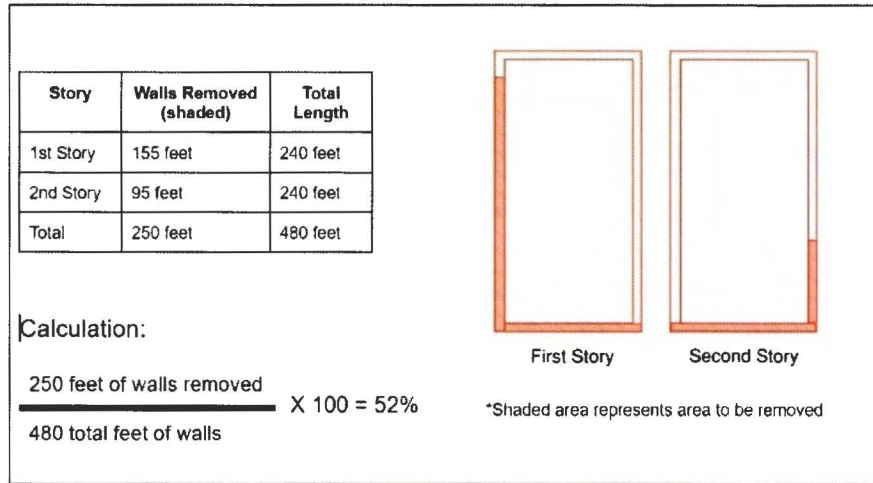 Story Walls Removed (shaded) Total Length
1st Story 155 feet 240 feet
2nd Story 95 feet 240 feet
Total 250 feet 480 feet
Calculation:
250 feet of walls removed
X 100 = 52%
480 total feet of walls
First Story Second Story
*Shaded area represents area to be removed